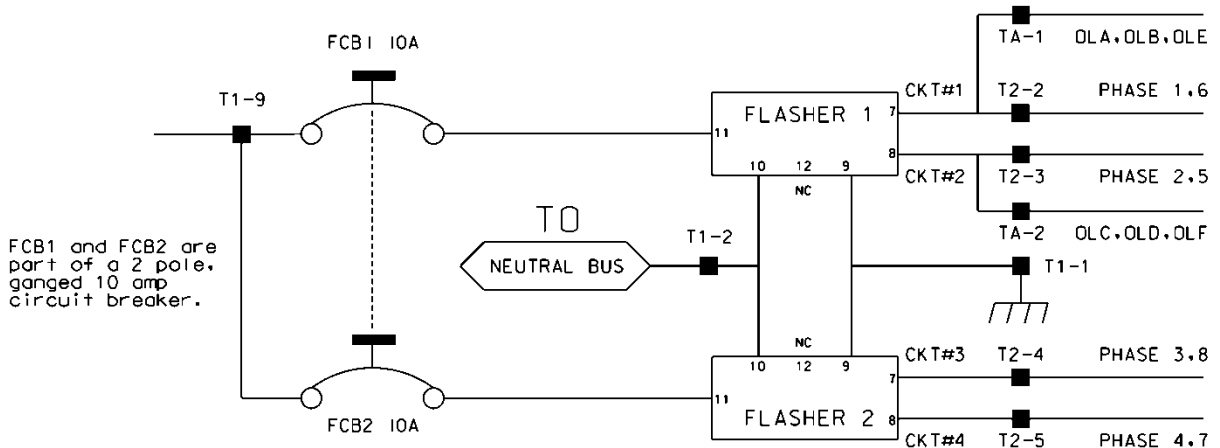 FCB1 10A
TA-1 OLA,OLB,OLE
T1-9
CKT#1 T2-2 PHASE 1,6
FLASHER 1
7
11
8
10 12 9
NC
CKT#2 T2-3 PHASE 2,5
TO
NEUTRAL BUS
T1-2
TA-2 OLC,OLD,OLF
T1-1
FCB1 and FCB2 are
part of a 2 pole,
ganged 10 amp
circuit breaker.
NC
10 12 9
CKT#3 T2-4 PHASE 3,8
7
11
FLASHER 2
8
FCB2 10A
CKT#4 T2-5 PHASE 4,7